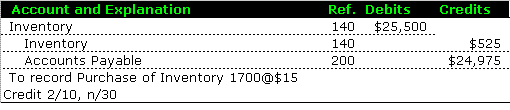 Account and Explanation Ref. Debits Credits
Inventory 140 $25,500
Inventory 140 $525
Accounts Payable 200 $24,975
To record Purchase of Inventory 1700@$15
Credit 2/10, n/30